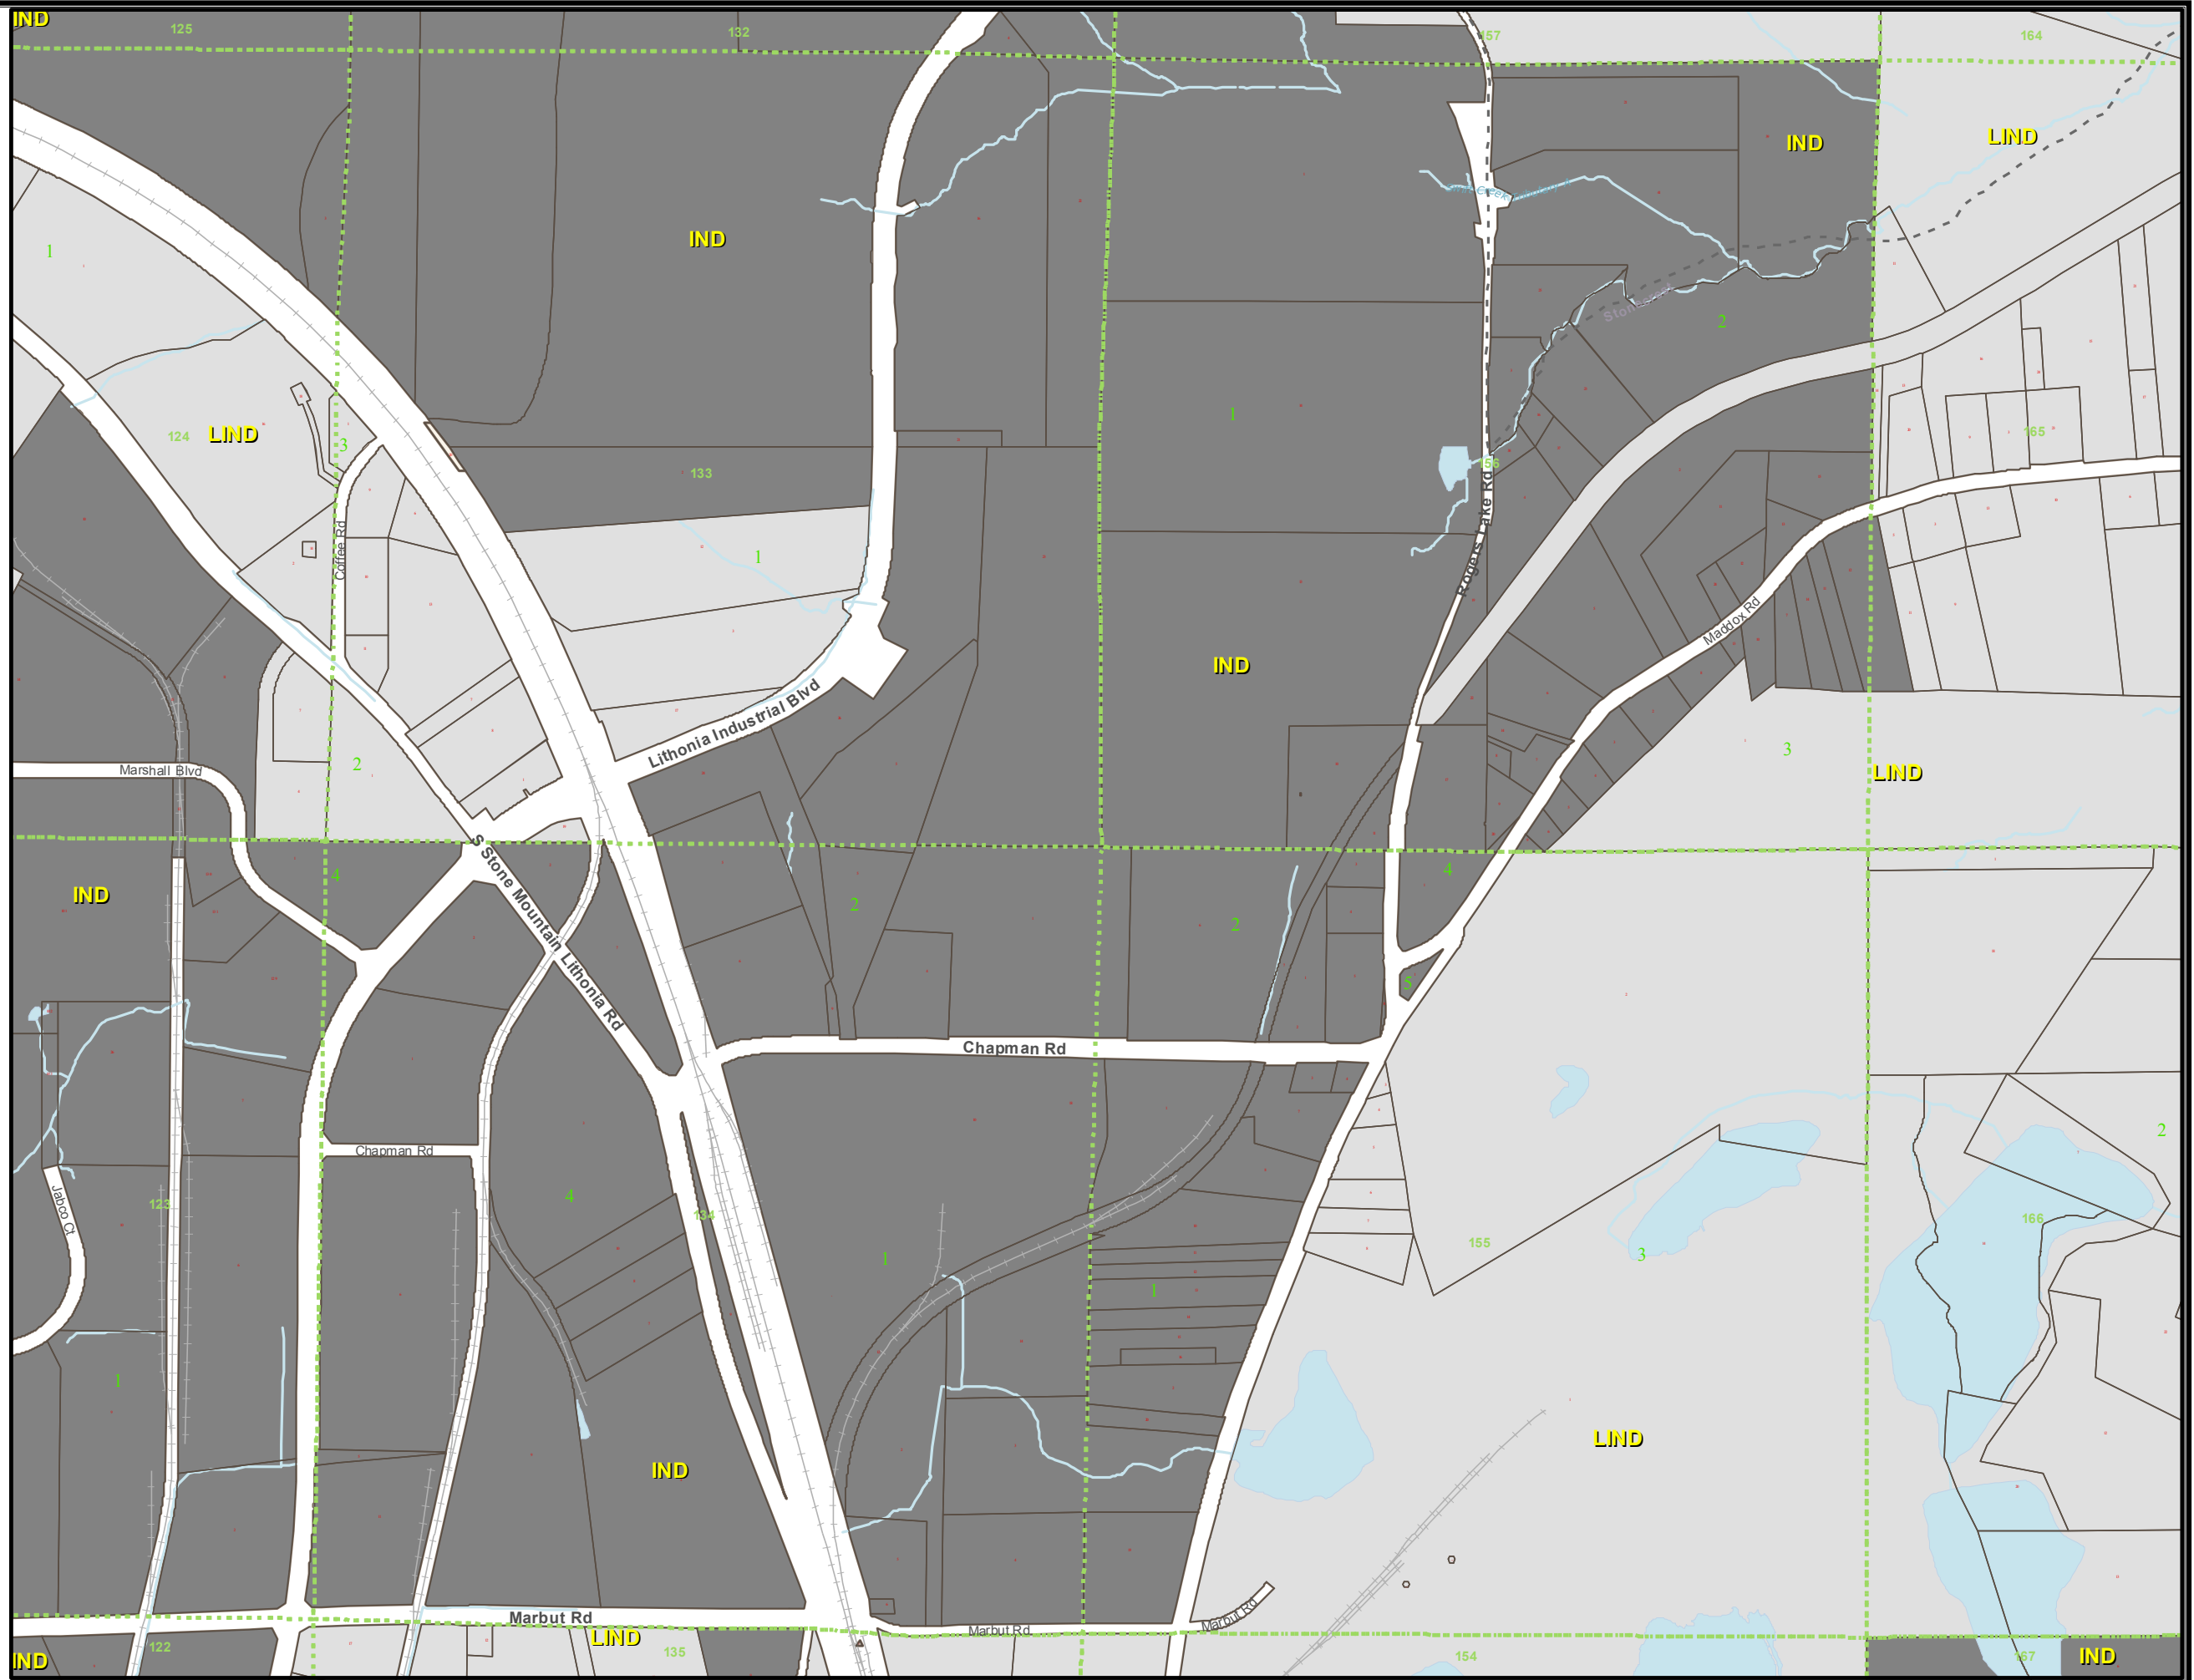 IND
125
132
157
164
IND
LIND
1
IND
2
Stone
1
124
LIND
3
133
165
156
Coffee Rd
1
Rogers Lake Rd
Maddox Rd
IND
Lithonia Industrial Blvd
2
Marshall Blvd
3
LIND
S Stone Mountain Lithonia Rd
4
IND
2
2
4
5
Chapman Rd
Chapman Rd
2
Jabco Ct
123
4
134
1
1
155
3
166
1
IND
LIND
Marbut Rd
Marbut Rd
Marbut Rd
LIND
IND
122
135
154
167
IND